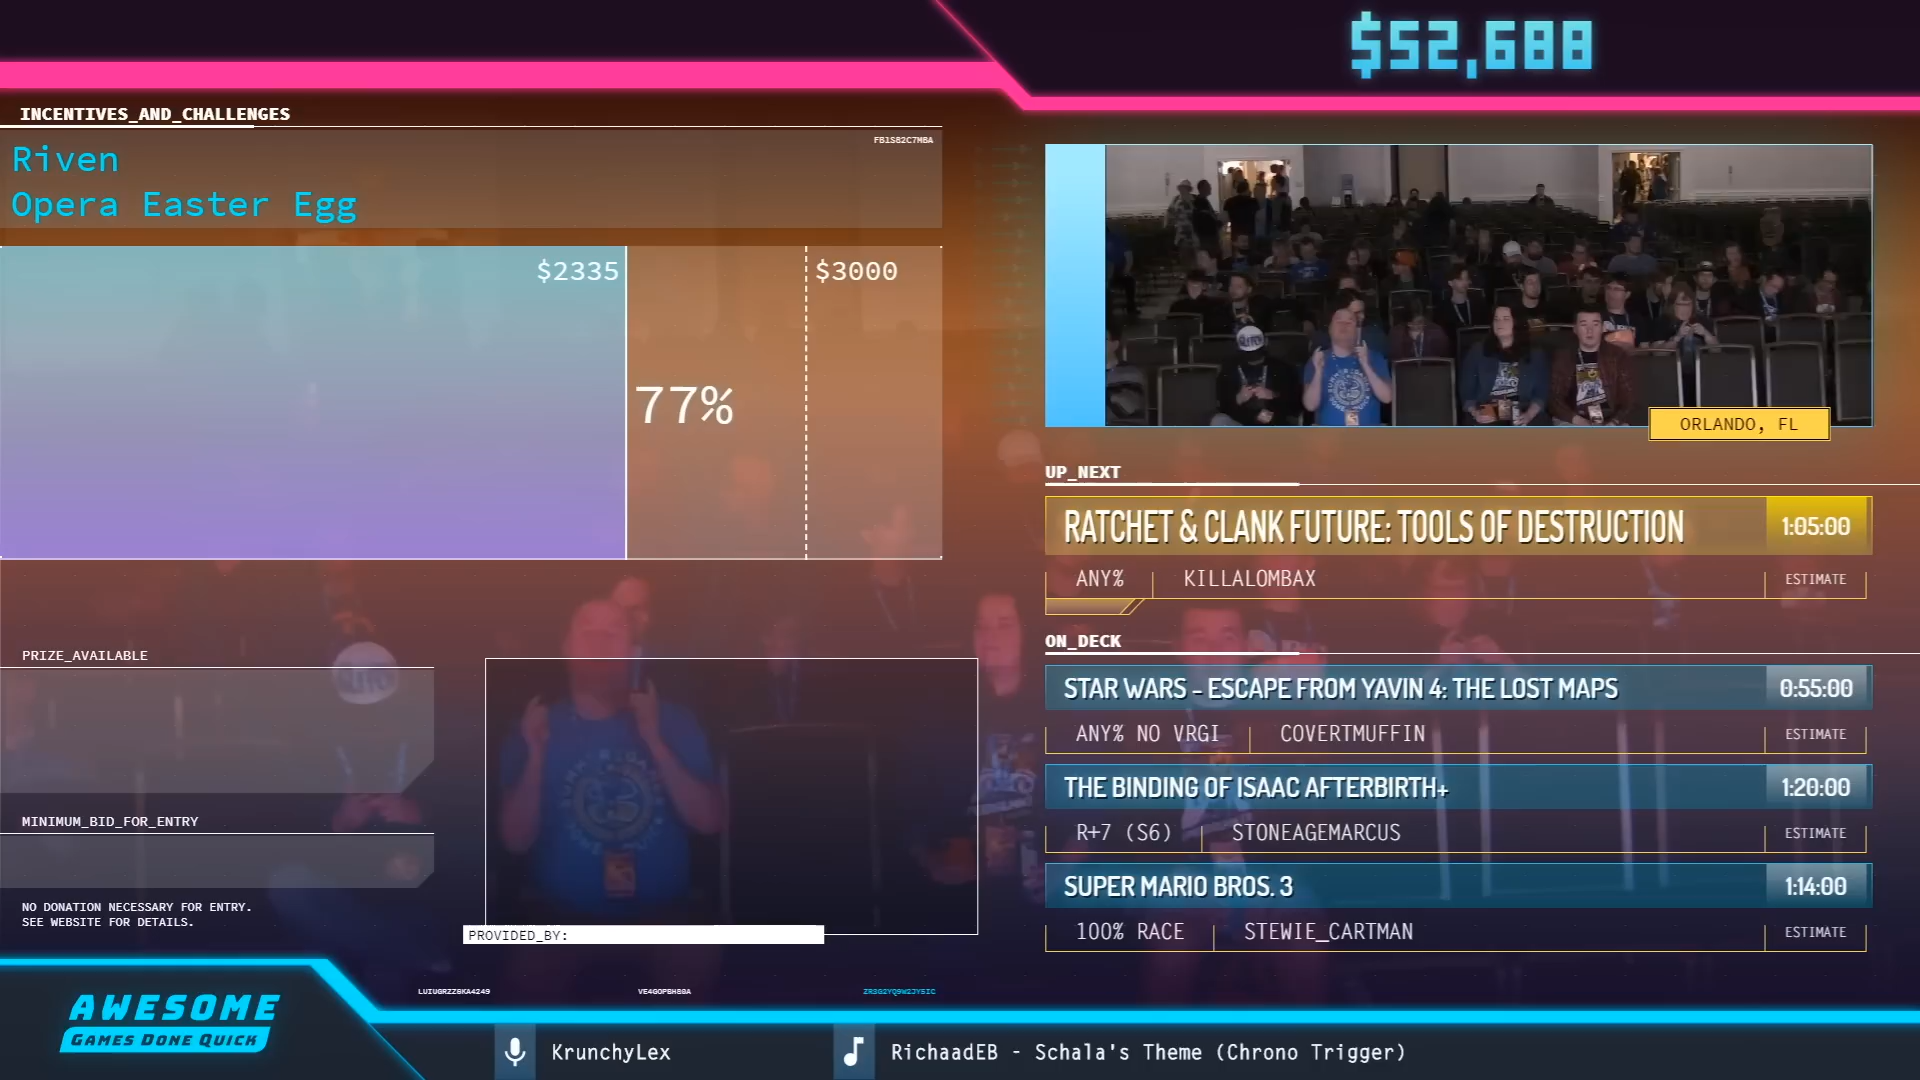 $52,688
INCENTIVES_AND_CHALLENGES
FB1S82C7MBA
Riven
Opera Easter Egg
$2335
$3000
77%
ORLANDO, FL
UP_NEXT
RATCHET & CLANK FUTURE: TOOLS OF DESTRUCTION
1:05:00
ANY%
KILLALOMBAX
ESTIMATE
ON_DECK
STAR WARS - ESCAPE FROM YAVIN 4: THE LOST MAPS
0:55:00
ANY% NO VRGI
COVERTMUFFIN
ESTIMATE
THE BINDING OF ISAAC AFTERBIRTH+
1:20:00
R+7 (S6)
STONEAGEMARCUS
ESTIMATE
SUPER MARIO BROS. 3
1:14:00
100% RACE
STEWIE_CARTMAN
ESTIMATE
PRIZE_AVAILABLE
MINIMUM_BID_FOR_ENTRY
NO DONATION NECESSARY FOR ENTRY.
SEE WEBSITE FOR DETAILS.
PROVIDED_BY:
AWESOME
GAMES DONE QUICK
KrunchyLex
RichaadEB - Schala's Theme (Chrono Trigger)